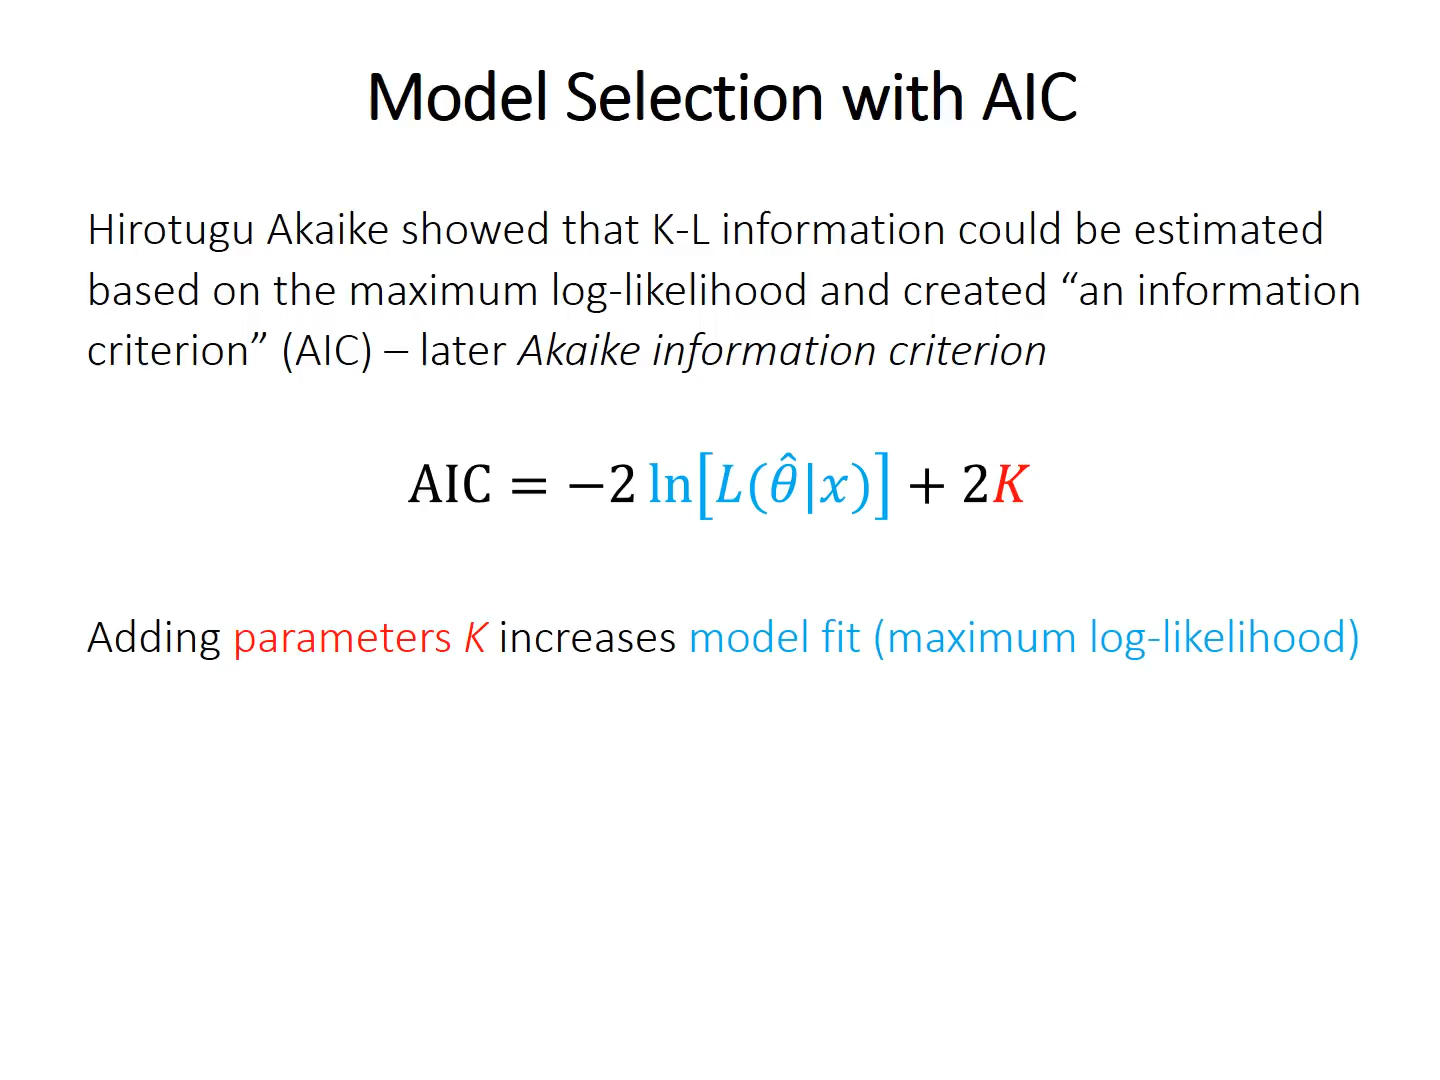 Model Selection with AIC
Hirotugu Akaike showed that K-L information could be estimated
based on the maximum log-likelihood and created “an information
criterion” (AIC) – later Akaike information criterion
AIC = −2 ln[L(θ̂|x)] + 2K
Adding parameters K increases model fit (maximum log-likelihood)